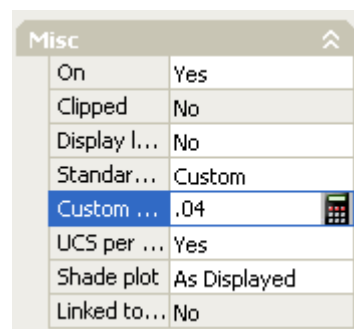 Misc
On Yes
Clipped No
Display l... No
Standar... Custom
Custom ... .04
UCS per ... Yes
Shade plot As Displayed
Linked to... No